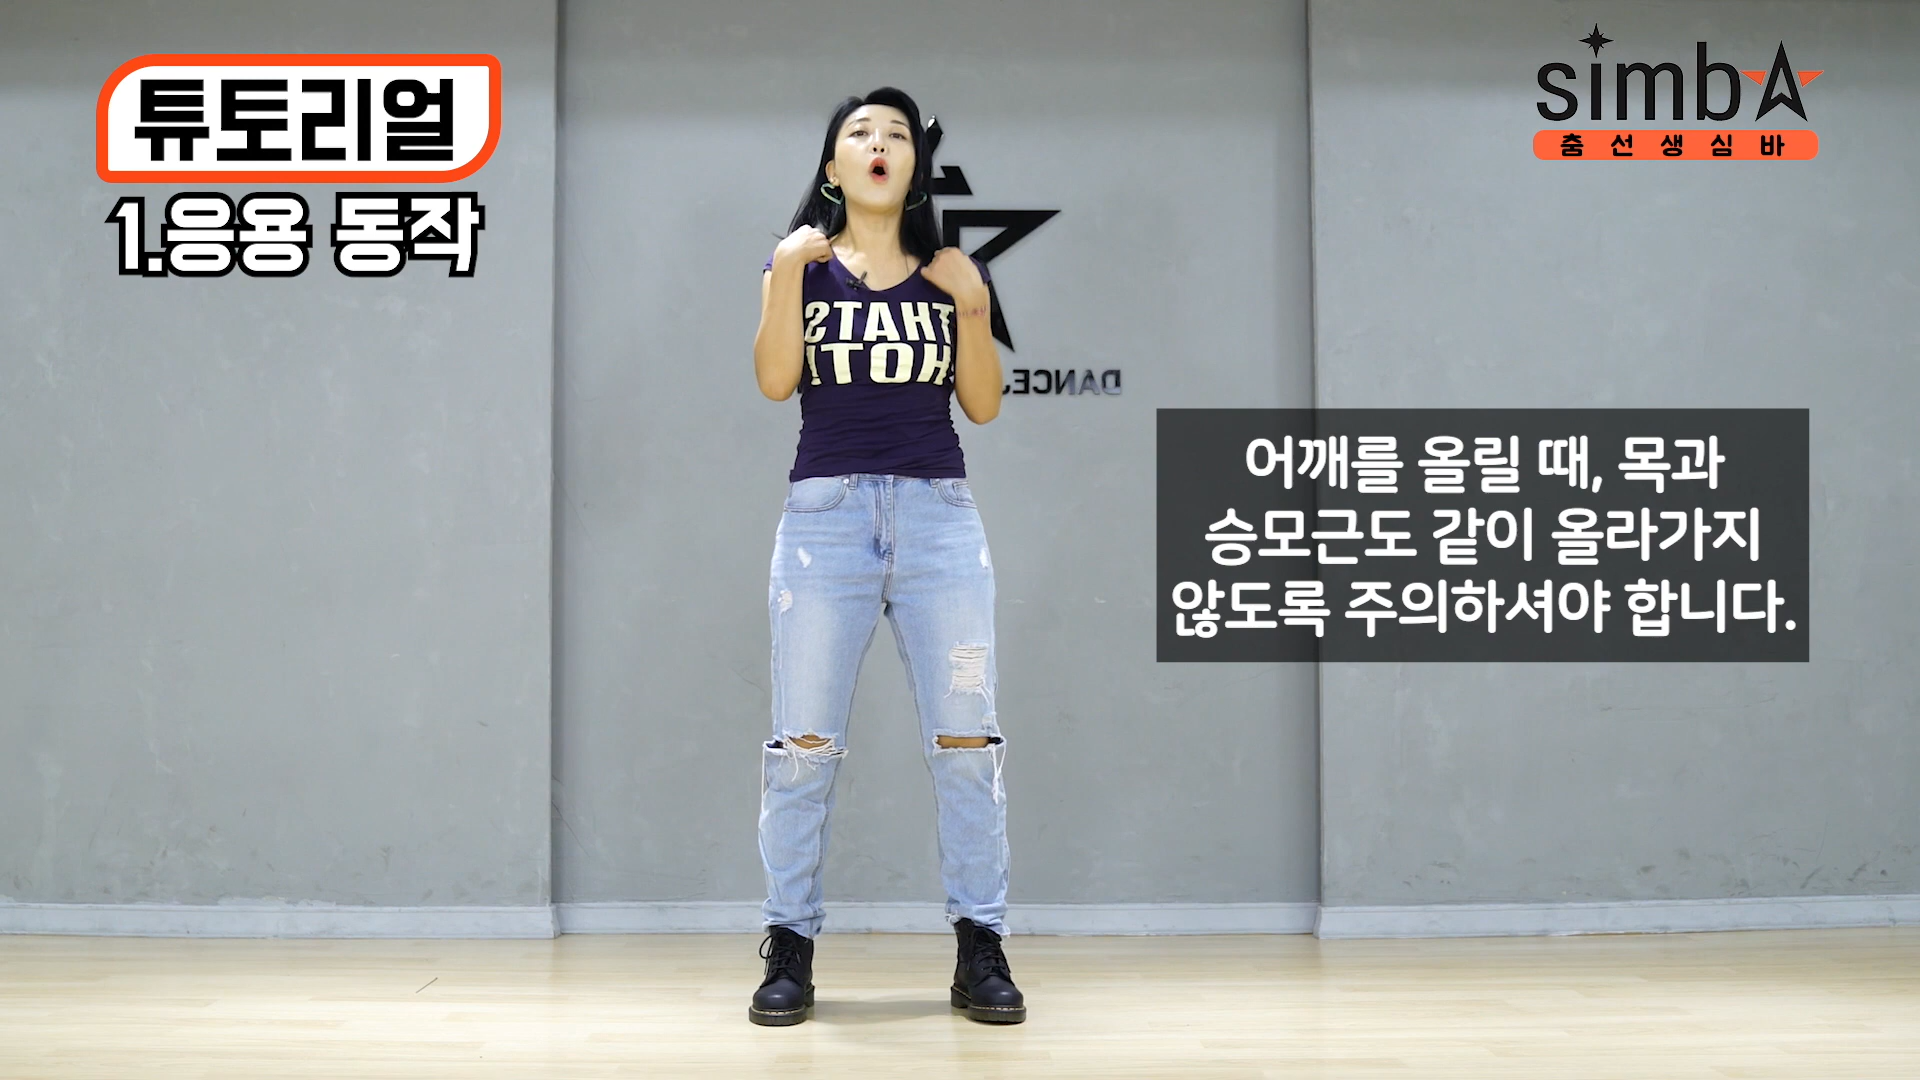 튜토리얼
1.응용 동작
simbA
춤선생심바
THATS
HOT!
DANCE
어깨를 올릴 때, 목과
승모근도 같이 올라가지
않도록 주의하셔야 합니다.